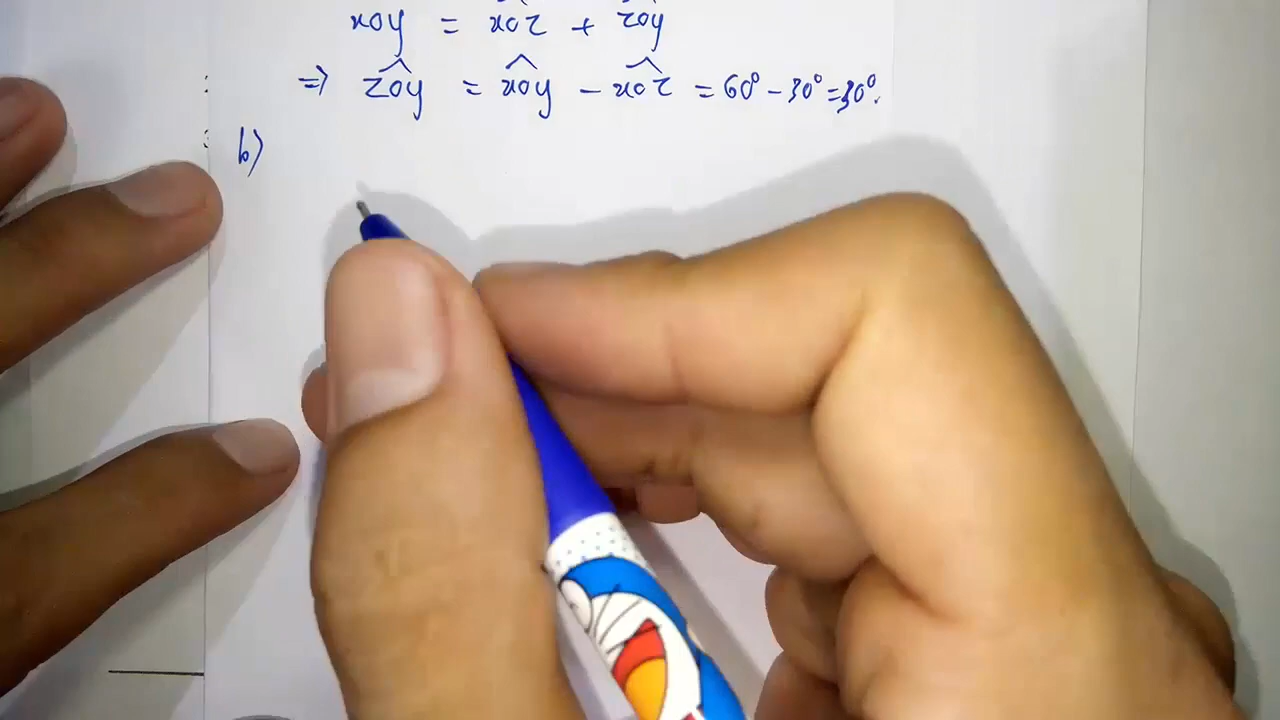 xoy = xoz + zoy
=> zoy = xoy - xoz = 60° - 30° = 30°.
b)